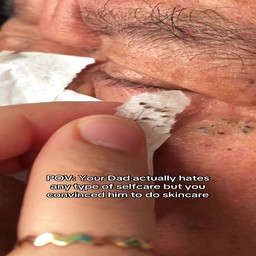 POV: Your Dad actually hates
any type of selfcare but you
convinced him to do skincare